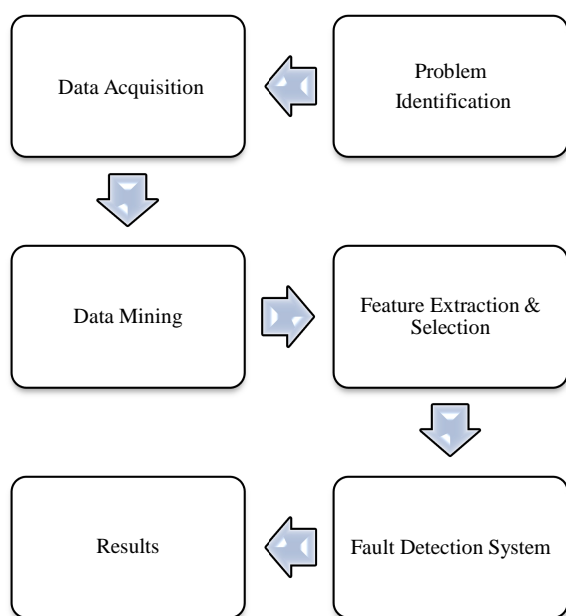 Data Acquisition
Problem
Identification
Data Mining
Feature Extraction &
Selection
Results
Fault Detection System